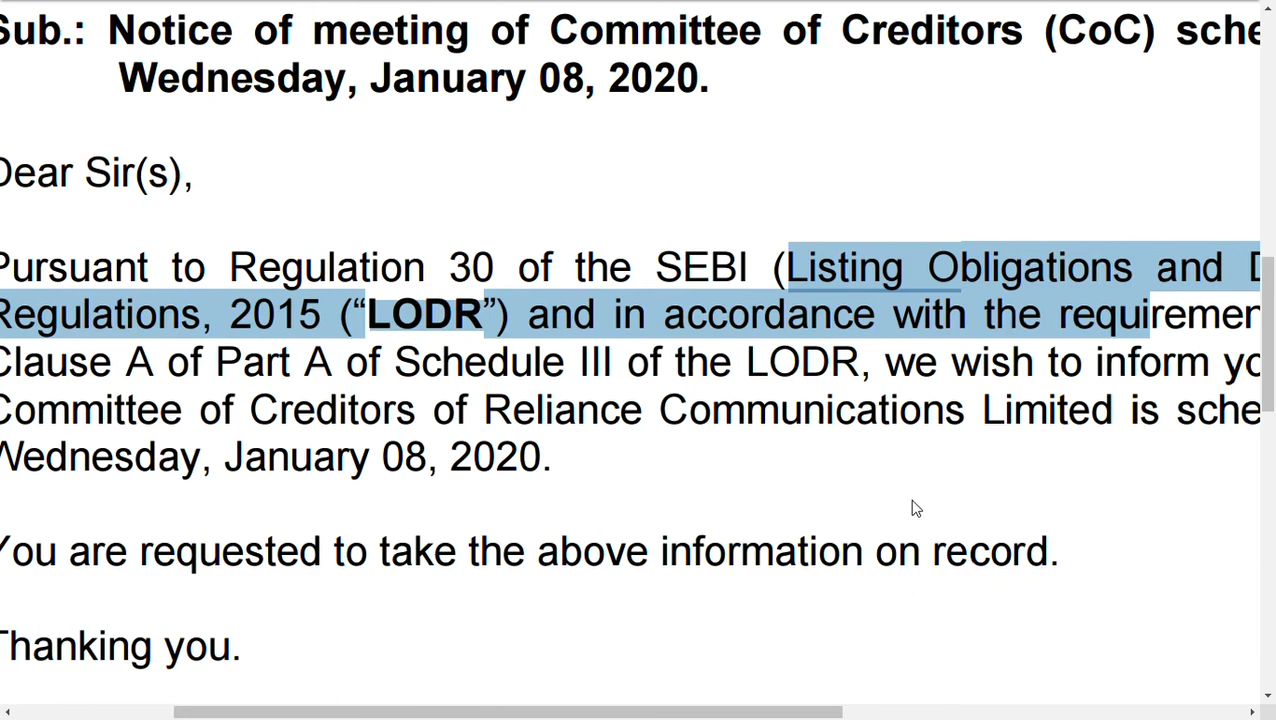 Sub.: Notice of meeting of Committee of Creditors (CoC) sche
Wednesday, January 08, 2020.
Dear Sir(s),
Pursuant to Regulation 30 of the SEBI (Listing Obligations and D
Regulations, 2015 (“LODR”) and in accordance with the requiremen
Clause A of Part A of Schedule III of the LODR, we wish to inform yo
Committee of Creditors of Reliance Communications Limited is sche
Wednesday, January 08, 2020.
You are requested to take the above information on record.
Thanking you.